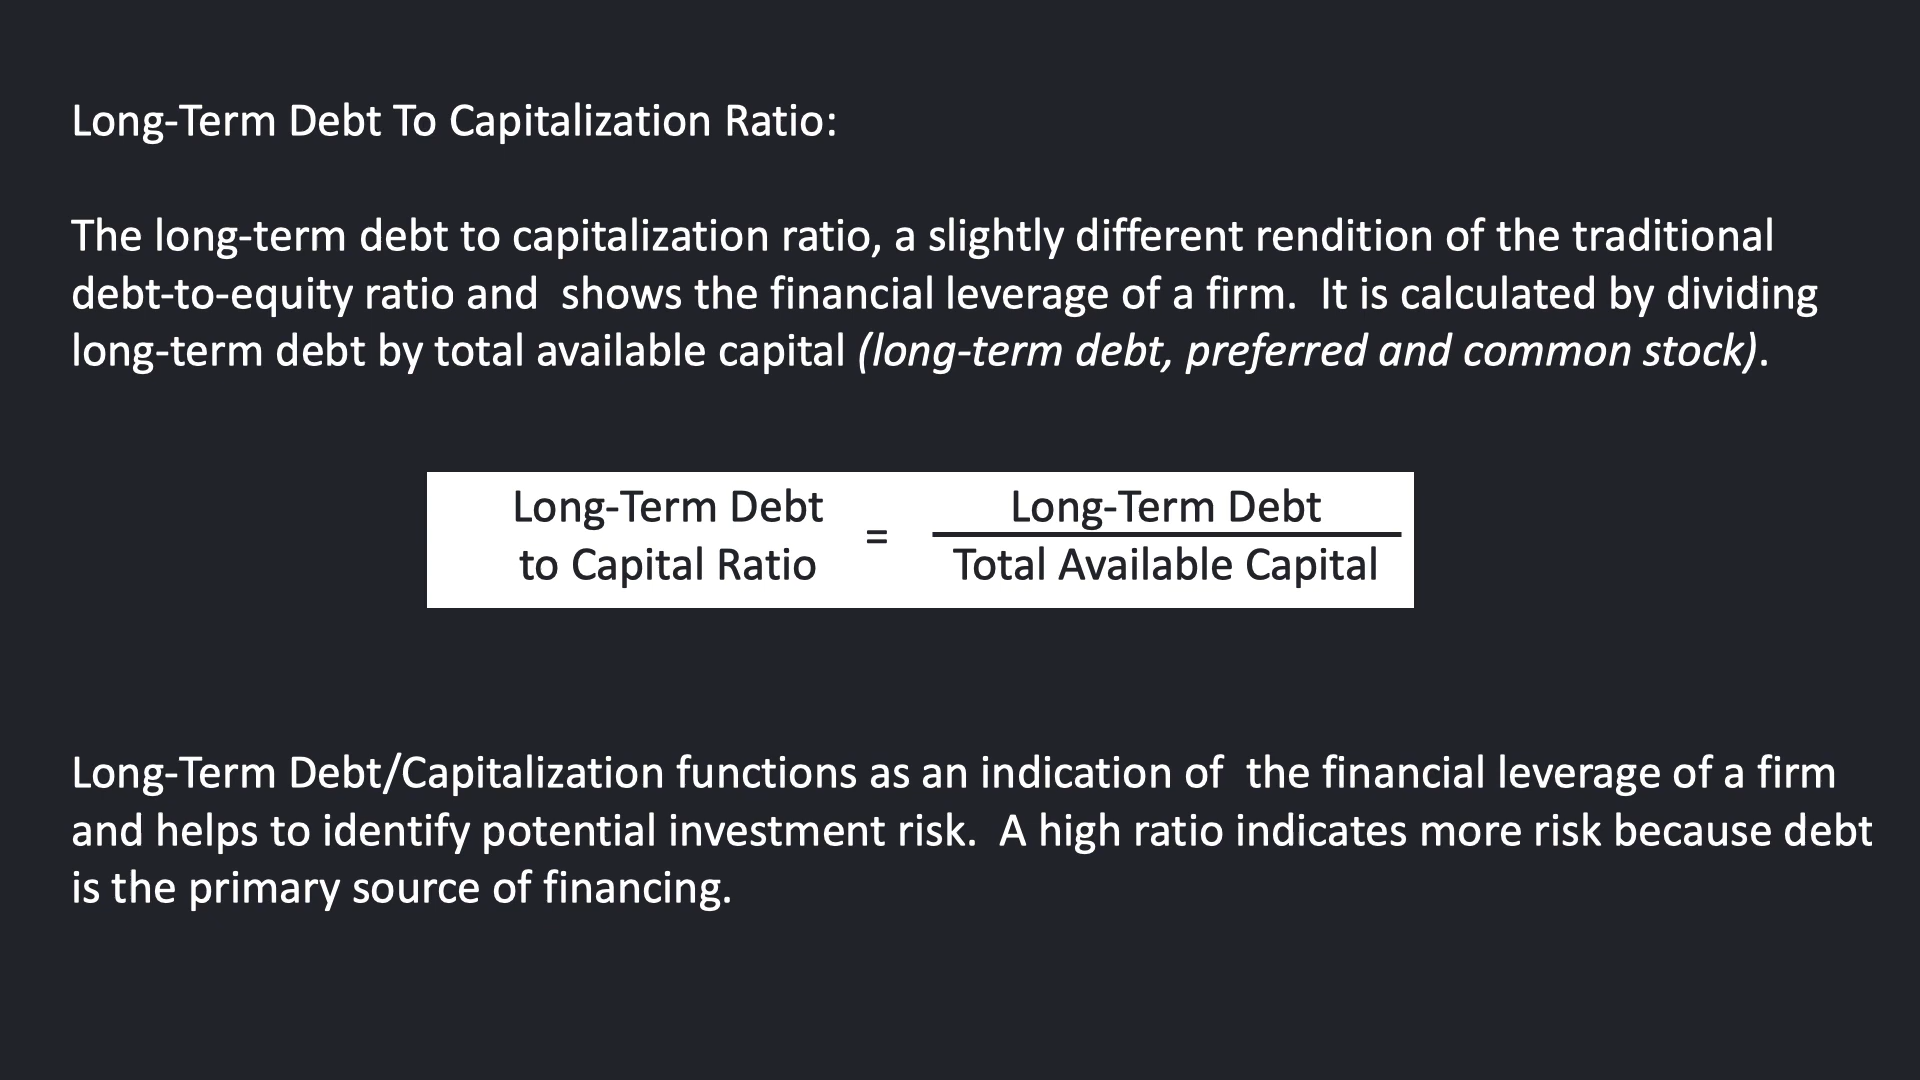 Long-Term Debt To Capitalization Ratio:
The long-term debt to capitalization ratio, a slightly different rendition of the traditional
debt-to-equity ratio and  shows the financial leverage of a firm.  It is calculated by dividing
long-term debt by total available capital (long-term debt, preferred and common stock).
Long-Term Debt
to Capital Ratio
=
Long-Term Debt
Total Available Capital
Long-Term Debt/Capitalization functions as an indication of  the financial leverage of a firm
and helps to identify potential investment risk.  A high ratio indicates more risk because debt
is the primary source of financing.